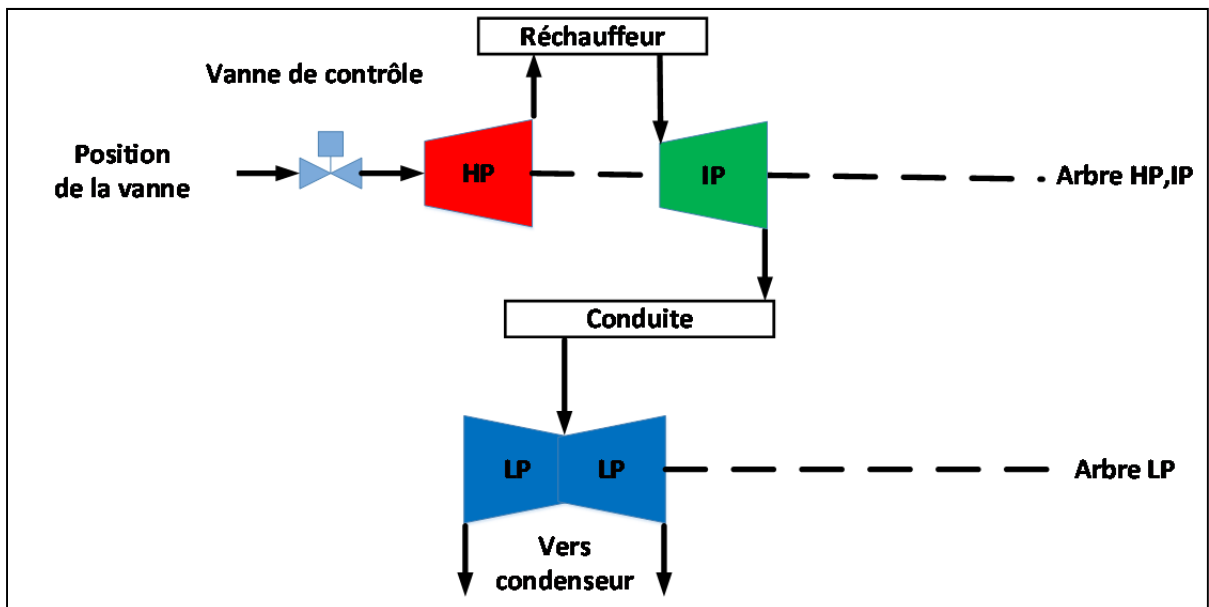 Réchauffeur
Vanne de contrôle
Position
de la vanne
HP
IP
Arbre HP,IP
Conduite
LP
LP
Arbre LP
Vers
condenseur